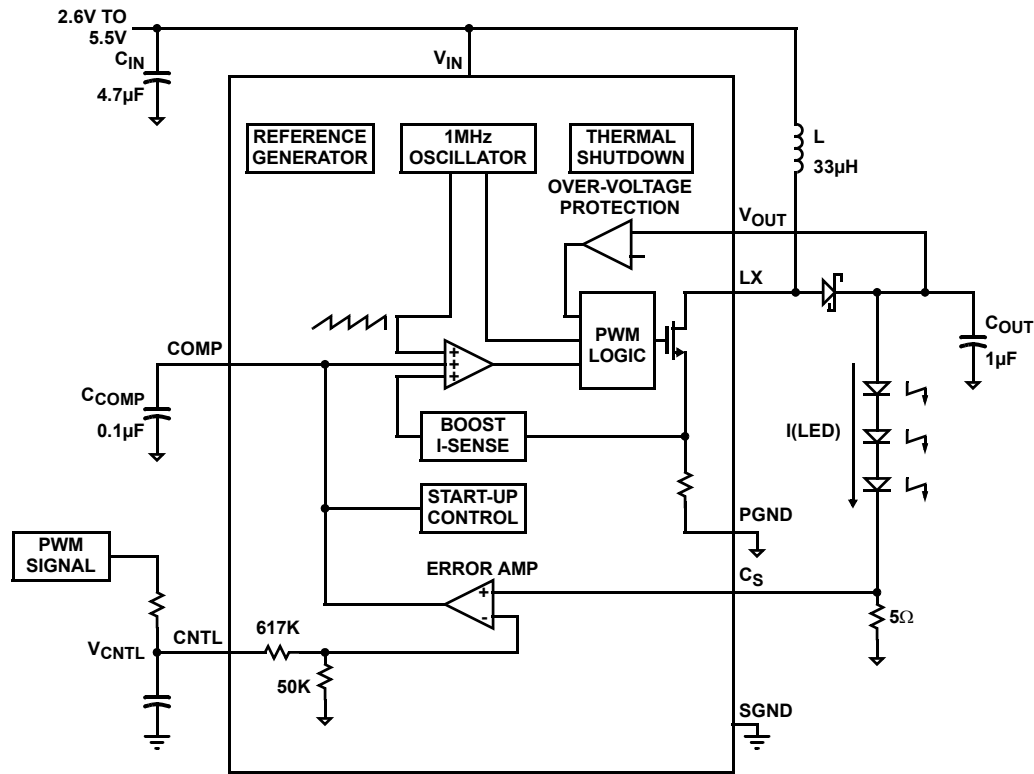 2.6V TO
5.5V
CIN
4.7µF
VIN
REFERENCE
GENERATOR
1MHz
OSCILLATOR
THERMAL
SHUTDOWN
OVER-VOLTAGE
PROTECTION
L
33µH
VOUT
LX
COUT
1µF
PWM
LOGIC
COMP
+
+
+
CCOMP
0.1µF
BOOST
I-SENSE
I(LED)
START-UP
CONTROL
PGND
PWM
SIGNAL
ERROR AMP
CS
+
-
5Ω
617K
CNTL
VCNTL
50K
SGND